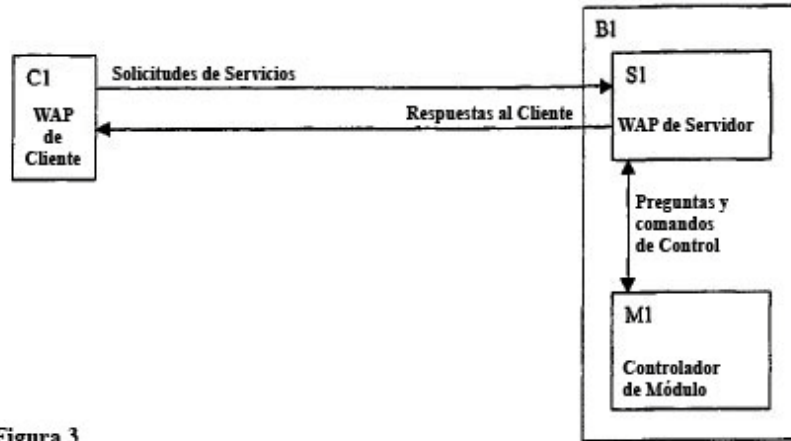 B1
C1
WAP
de
Cliente
Solicitudes de Servicios
Respuestas al Cliente
S1
WAP de Servidor
Preguntas y
comandos
de Control
M1
Controlador
de Módulo
Figura 3